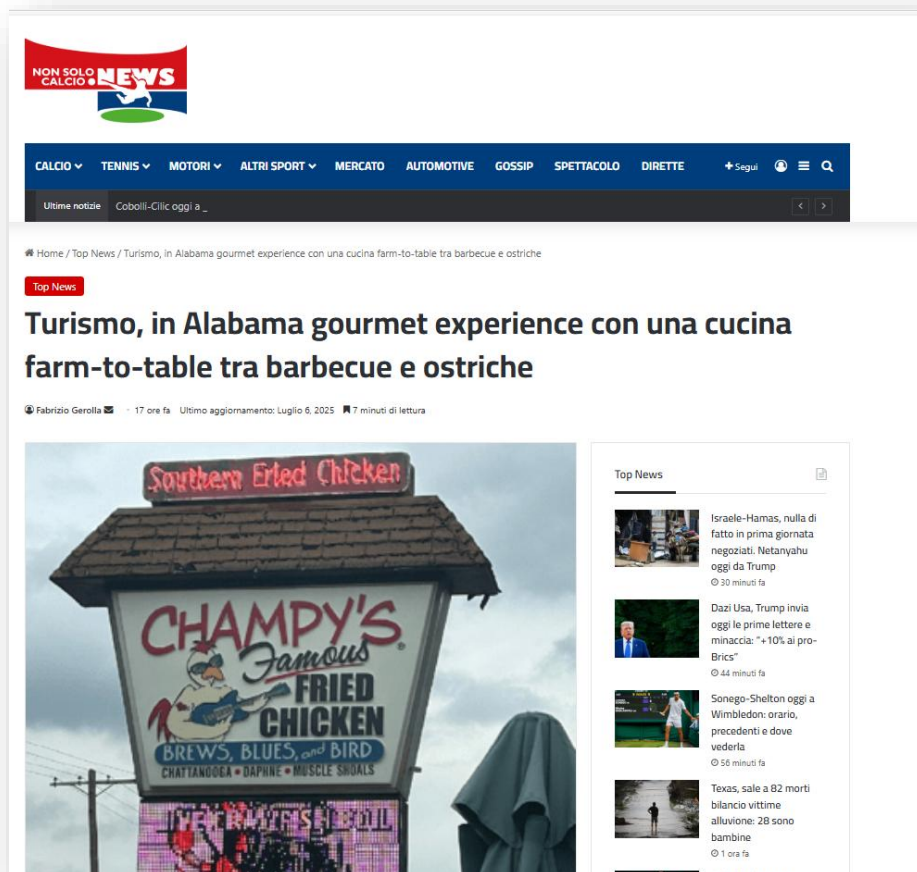 NON SOLO
CALCIO NEWS
CALCIO TENNIS MOTORI ALTRI SPORT MERCATO AUTOMOTIVE GOSSIP SPETTACOLO DIRETTE + Segui
Ultime notizie Cobolli-Cilic oggi a _
Home / Top News / Turismo, in Alabama gourmet experience con una cucina farm-to-table tra barbecue e ostriche
Top News
Turismo, in Alabama gourmet experience con una cucina
farm-to-table tra barbecue e ostriche
Fabrizio Gerolla · 17 ore fa Ultimo aggiornamento: Luglio 6, 2025 7 minuti di lettura
Southern Fried Chicken
CHAMPY'S
Famous
FRIED
CHICKEN
BREWS, BLUES, and BIRD
CHATTANOOGA • DAPHNE • MUSCLE SHOALS
Top News
Israele-Hamas, nulla di
fatto in prima giornata
negoziati. Netanyahu
oggi da Trump
30 minuti fa
Dazi Usa, Trump invia
oggi le prime lettere e
minaccia: "+10% ai pro-
Brics"
44 minuti fa
Sonego-Shelton oggi a
Wimbledon: orario,
precedenti e dove
vederla
56 minuti fa
Texas, sale a 82 morti
bilancio vittime
alluvione: 28 sono
bambine
1 ora fa